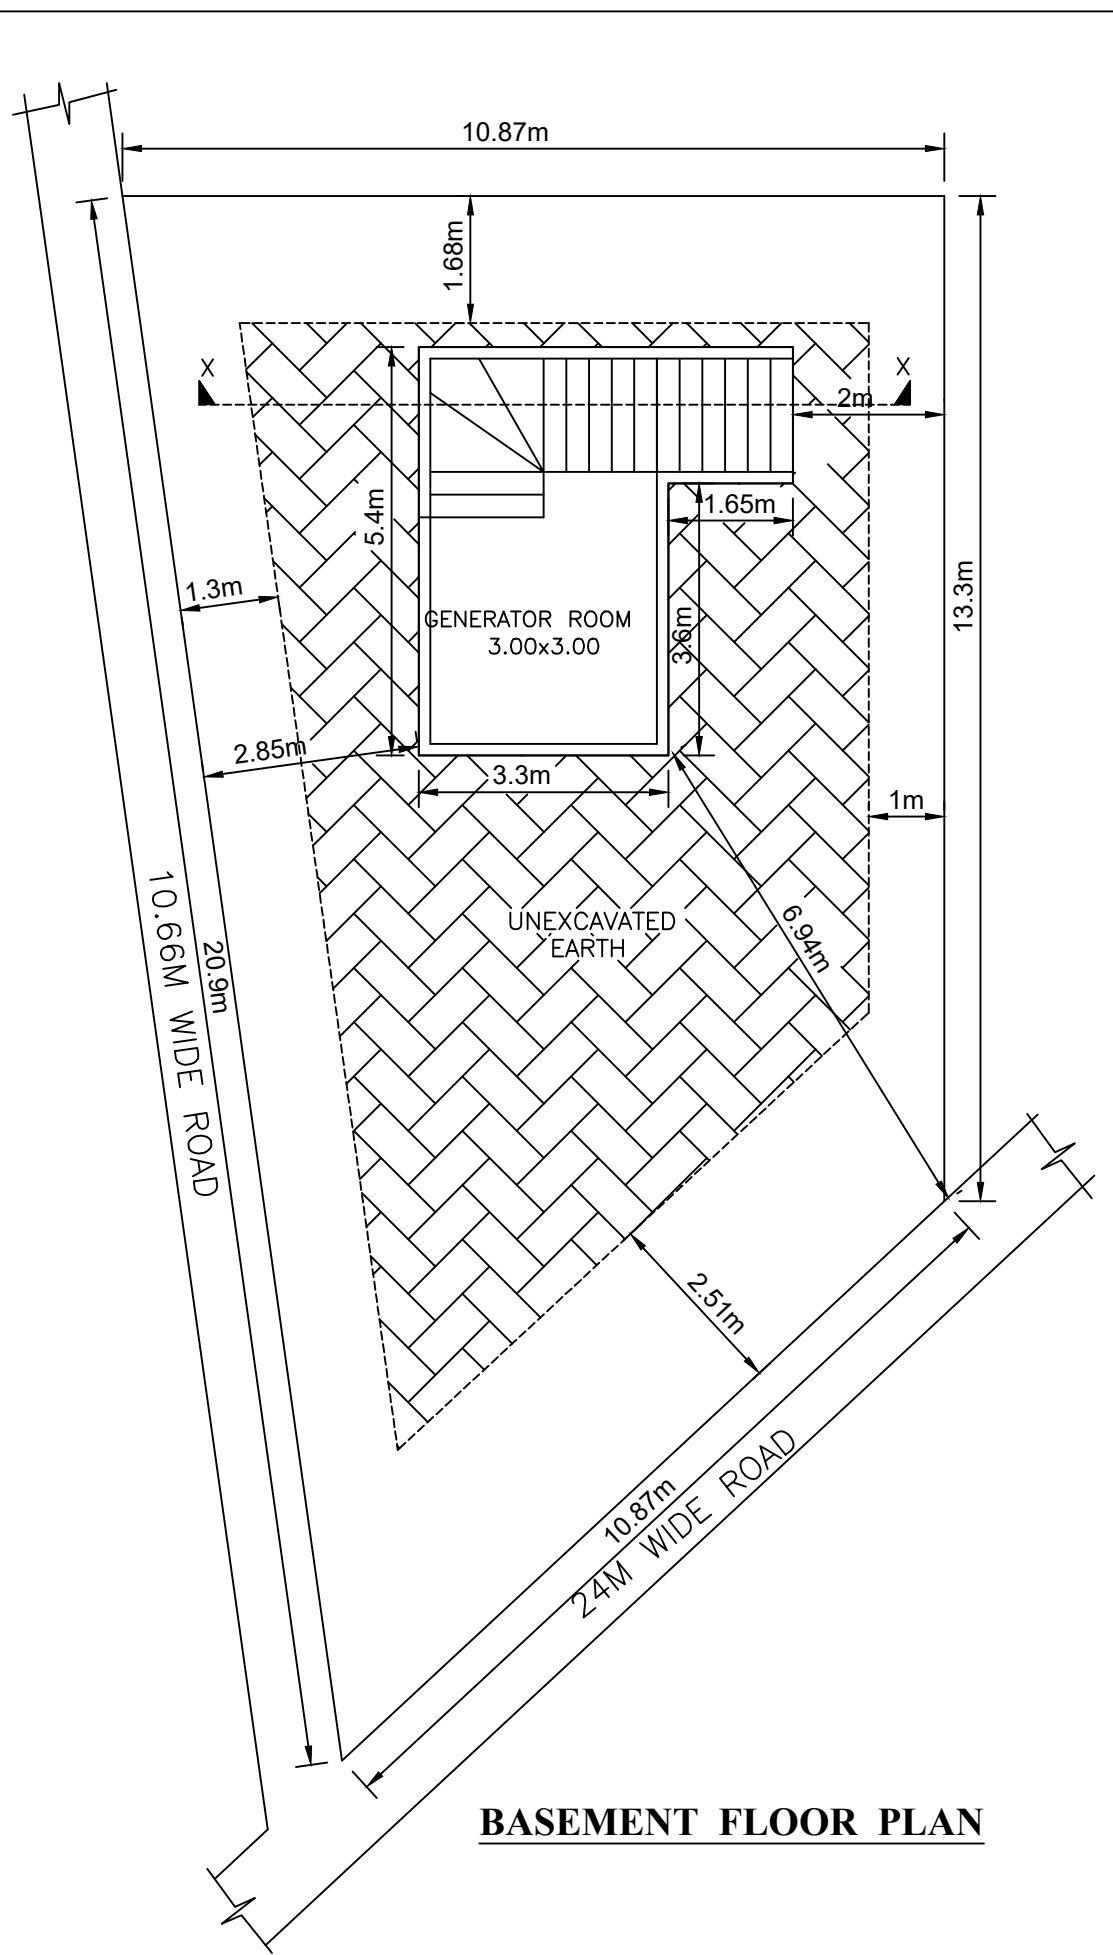 10.87m
1.68m
X
X
2m
1.65m
5.4m
13.3m
1.3m
GENERATOR ROOM
3.00x3.00
3.6m
2.85m
3.3m
1m
UNEXCAVATED
EARTH
6.94m
20.9m
10.66M WIDE ROAD
2.51m
10.87m
24M WIDE ROAD
BASEMENT FLOOR PLAN